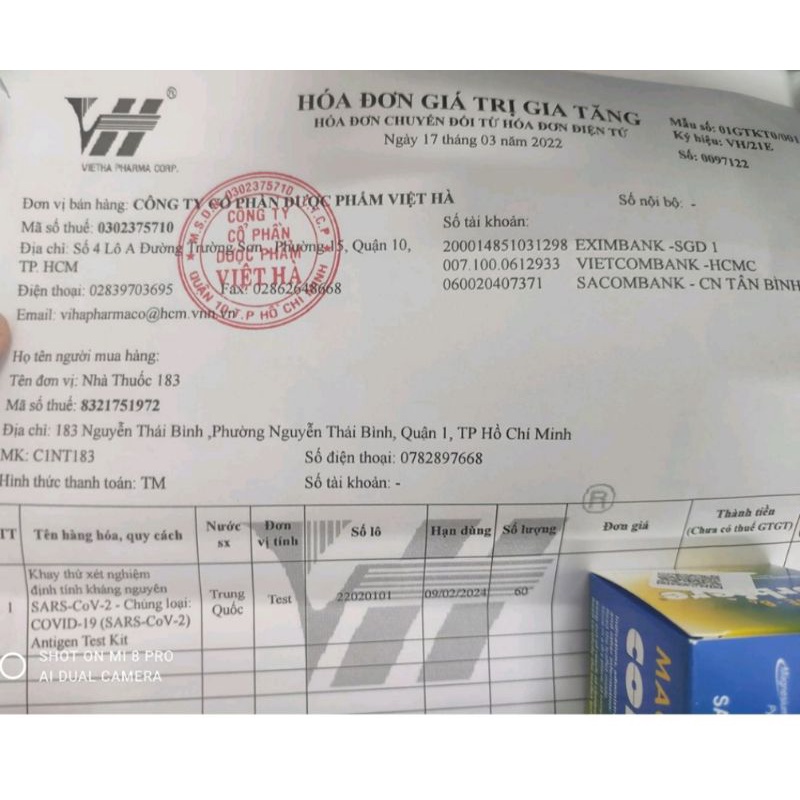 VH®
VIETHA PHARMA CORP.
HÓA ĐƠN GIÁ TRỊ GIA TĂNG
HÓA ĐƠN CHUYỂN ĐỔI TỪ HÓA ĐƠN ĐIỆN TỬ
Ngày 17 tháng 03 năm 2022
Mẫu số: 01GTKT0/001
Ký hiệu: VH/21E
Số: 0097122
Đơn vị bán hàng: CÔNG TY CỔ PHẦN DƯỢC PHẨM VIỆT HÀ
Số nội bộ: -
Mã số thuế: 0302375710
Số tài khoản:
Địa chỉ: Số 4 Lô A Đường Trường Sơn, Phường 15, Quận 10,
TP. HCM
200014851031298 EXIMBANK -SGD 1
007.100.0612933 VIETCOMBANK -HCMC
060020407371 SACOMBANK - CN TÂN BÌNH
Điện thoại: 02839703695 Fax: 02862648668
Email: vihapharmaco@hcm.vnn.vn
M.S.D.N: 0302375710 - C.T.C.P
CÔNG TY
CỔ PHẦN
DƯỢC PHẨM
VIỆT HÀ
QUẬN 10 - T.P HỒ CHÍ MINH
Họ tên người mua hàng:
Tên đơn vị: Nhà Thuốc 183
Mã số thuế: 8321751972
Địa chỉ: 183 Nguyễn Thái Bình ,Phường Nguyễn Thái Bình, Quận 1, TP Hồ Chí Minh
MK: C1NT183 Số điện thoại: 0782897668
Hình thức thanh toán: TM Số tài khoản: -
®
TT Tên hàng hóa, quy cách Nước sx Đơn vị tính Số lô Hạn dùng Số lượng Đơn giá Thành tiền (Chưa có thuế GTGT)
Khay thử xét nghiệm
định tính kháng nguyên
1 SARS-CoV-2 - Chủng loại: Trung Quốc Test 22020101 09/02/2024 60
COVID-19 (SARS-CoV-2)
Antigen Test Kit
SHOT ON MI 8 PRO
AI DUAL CAMERA